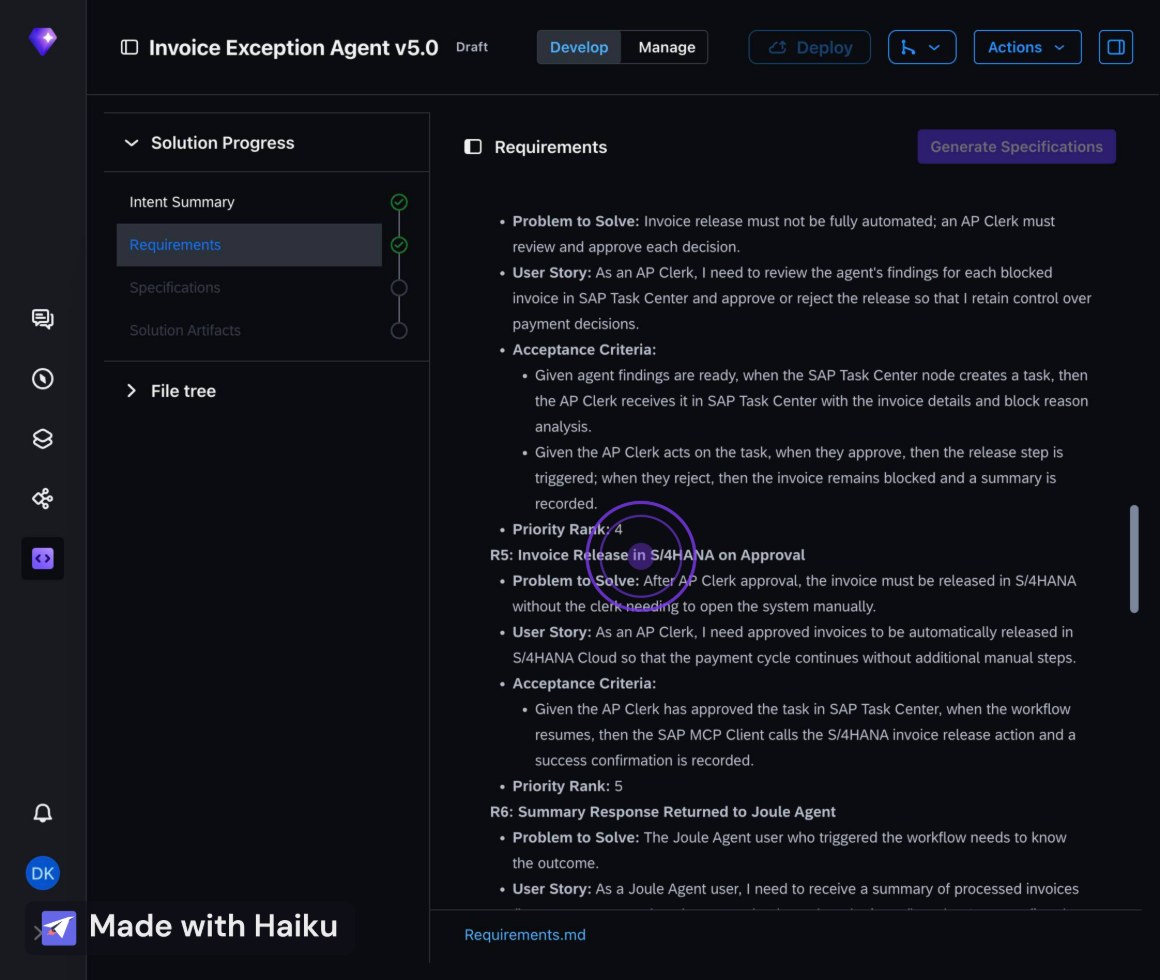 Invoice Exception Agent v5.0
Draft
Develop
Manage
Deploy
Actions
Solution Progress
Intent Summary
Requirements
Specifications
Solution Artifacts
File tree
Requirements
Generate Specifications
• Problem to Solve: Invoice release must not be fully automated; an AP Clerk must
review and approve each decision.
• User Story: As an AP Clerk, I need to review the agent's findings for each blocked
invoice in SAP Task Center and approve or reject the release so that I retain control over
payment decisions.
• Acceptance Criteria:
• Given agent findings are ready, when the SAP Task Center node creates a task, then
the AP Clerk receives it in SAP Task Center with the invoice details and block reason
analysis.
• Given the AP Clerk acts on the task, when they approve, then the release step is
triggered; when they reject, then the invoice remains blocked and a summary is
recorded.
• Priority Rank: 4
R5: Invoice Release in S/4HANA on Approval
• Problem to Solve: After AP Clerk approval, the invoice must be released in S/4HANA
without the clerk needing to open the system manually.
• User Story: As an AP Clerk, I need approved invoices to be automatically released in
S/4HANA Cloud so that the payment cycle continues without additional manual steps.
• Acceptance Criteria:
• Given the AP Clerk has approved the task in SAP Task Center, when the workflow
resumes, then the SAP MCP Client calls the S/4HANA invoice release action and a
success confirmation is recorded.
• Priority Rank: 5
R6: Summary Response Returned to Joule Agent
• Problem to Solve: The Joule Agent user who triggered the workflow needs to know
the outcome.
• User Story: As a Joule Agent user, I need to receive a summary of processed invoices
Requirements.md
DK
Made with Haiku